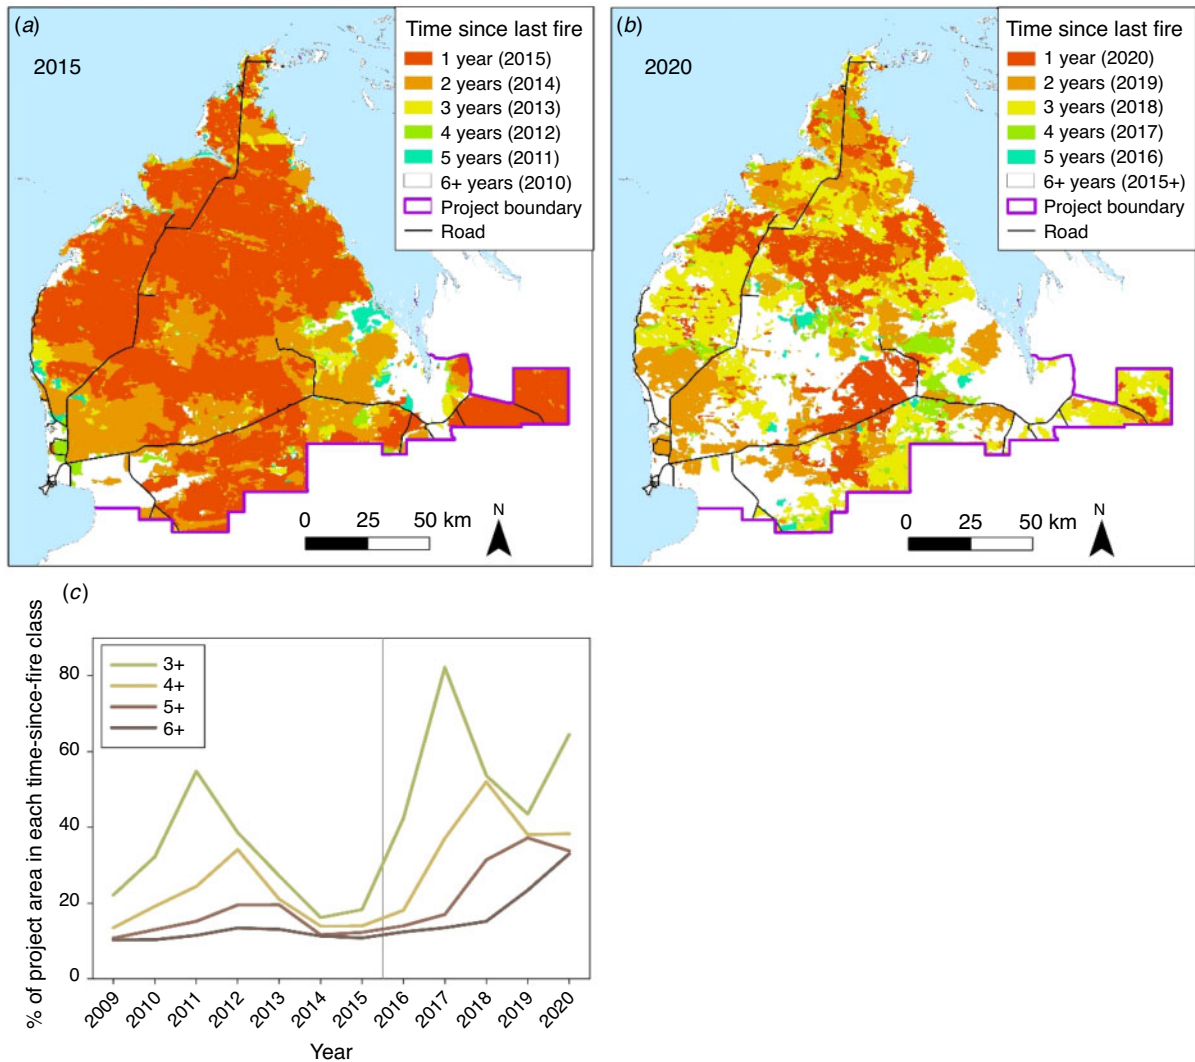 (a)
2015
Time since last fire
1 year (2015)
2 years (2014)
3 years (2013)
4 years (2012)
5 years (2011)
6+ years (2010)
Project boundary
Road
0 25 50 km
N
(b)
2020
Time since last fire
1 year (2020)
2 years (2019)
3 years (2018)
4 years (2017)
5 years (2016)
6+ years (2015+)
Project boundary
Road
0 25 50 km
N
(c)
% of project area in each time-since-fire class
80
60
40
20
0
3+
4+
5+
6+
2009 2010 2011 2012 2013 2014 2015 2016 2017 2018 2019 2020
Year